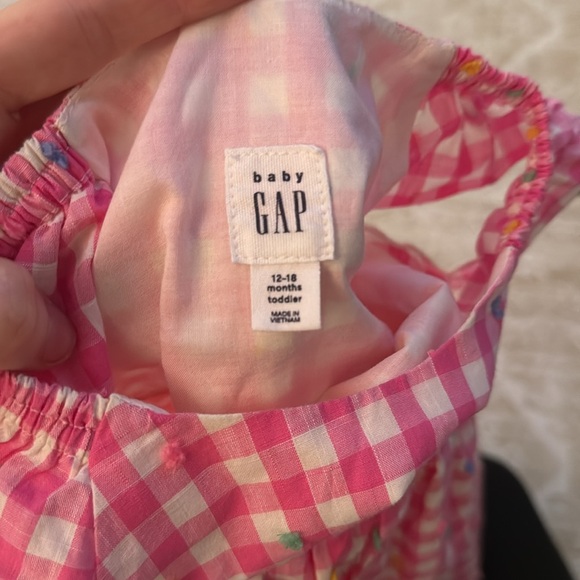 baby
GAP
12-18
months
toddler
MADE IN
VIETNAM